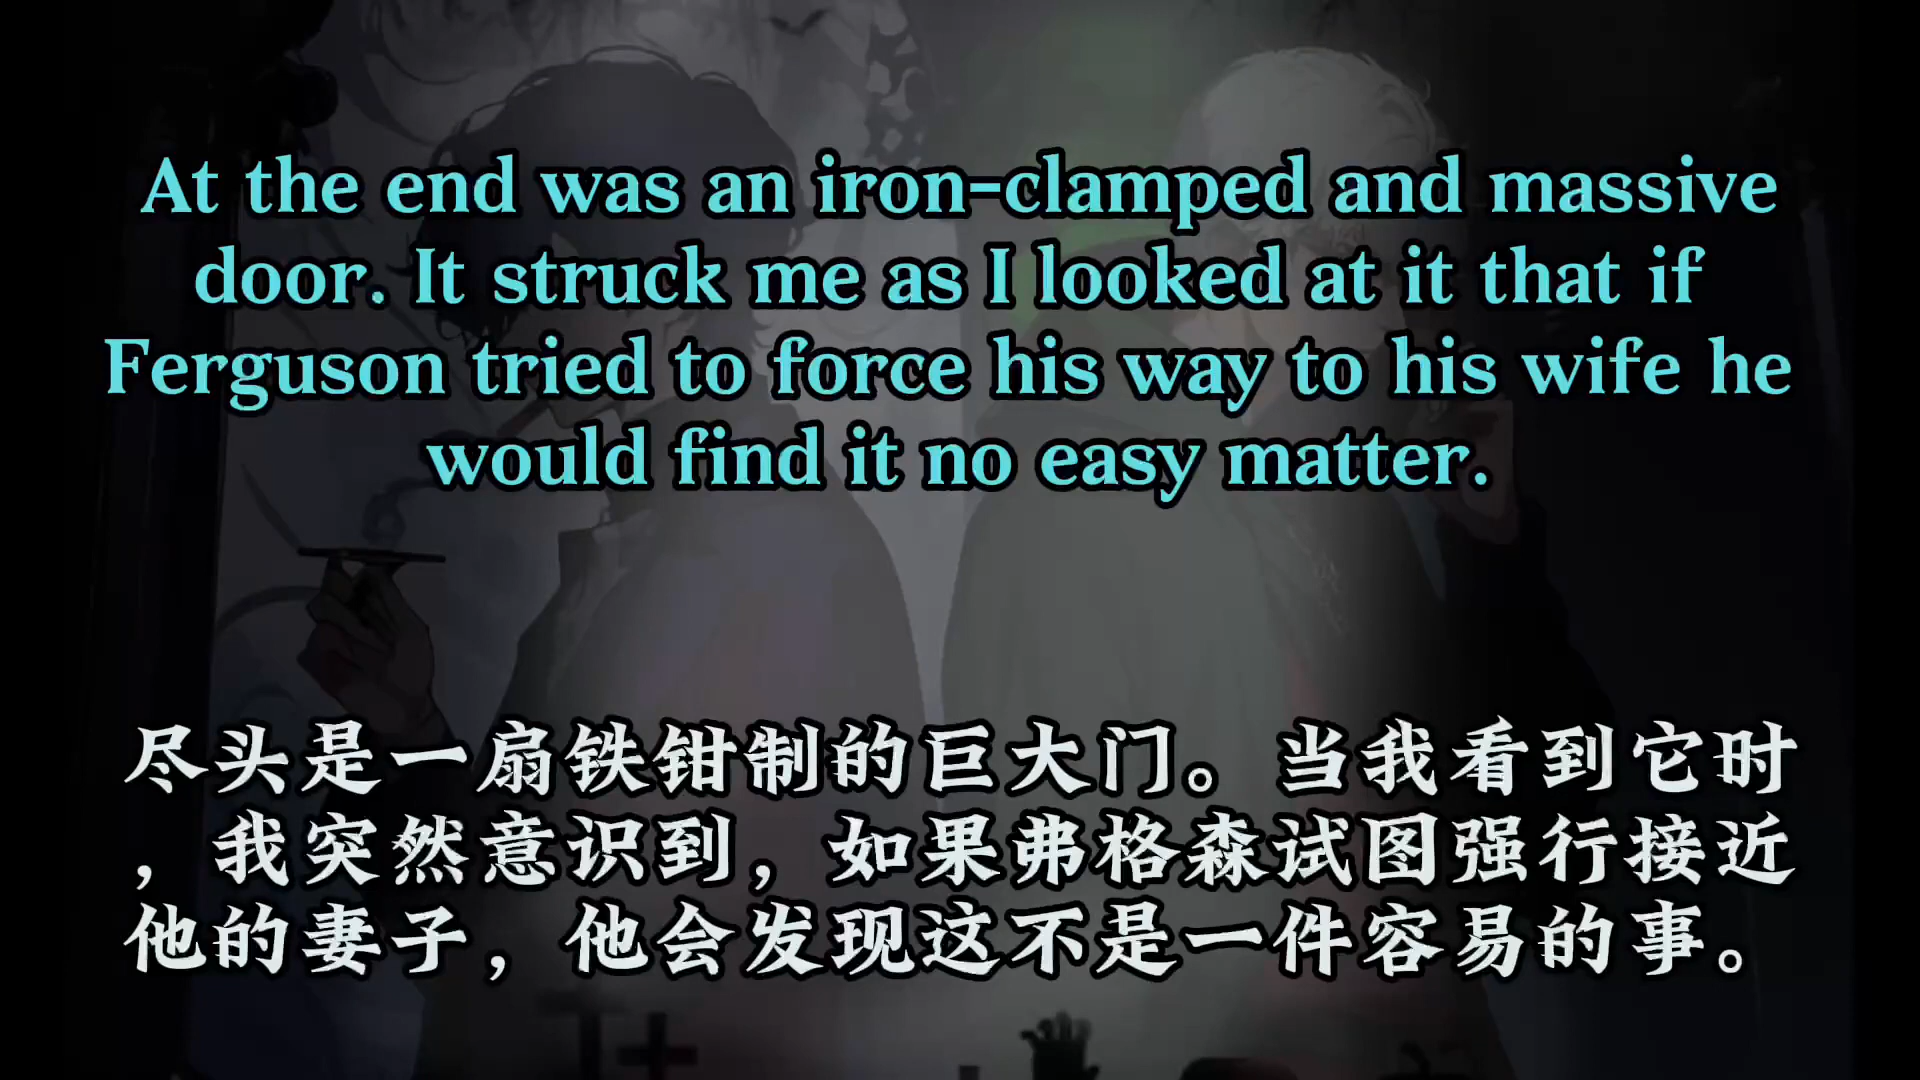 At the end was an iron-clamped and massive
door. It struck me as I looked at it that if
Ferguson tried to force his way to his wife he
would find it no easy matter.
尽头是一扇铁钳制的巨大门。当我看到它时
，我突然意识到，如果弗格森试图强行接近
他的妻子，他会发现这不是一件容易的事。